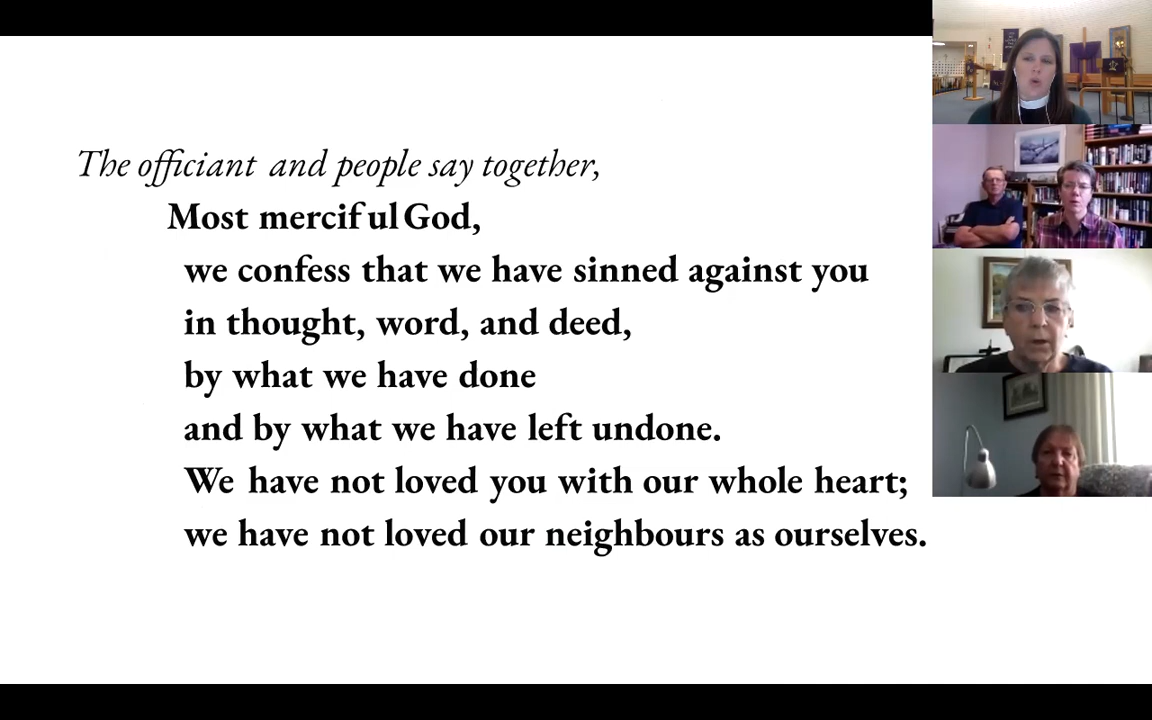 The officiant and people say together,
Most merciful God,
we confess that we have sinned against you
in thought, word, and deed,
by what we have done
and by what we have left undone.
We have not loved you with our whole heart;
we have not loved our neighbours as ourselves.